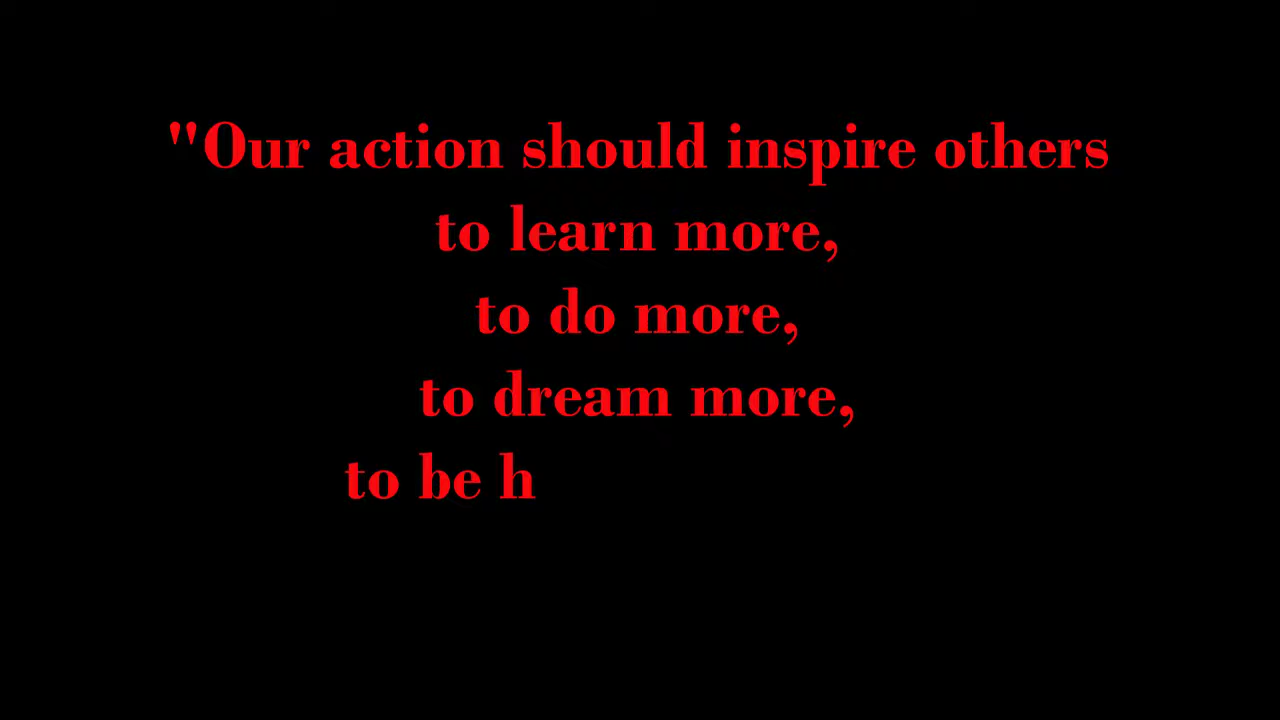 "Our action should inspire others
to learn more,
to do more,
to dream more,
to be h